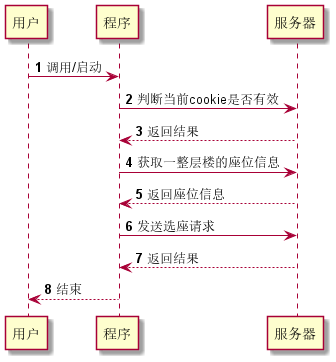 用户 程序 服务器
1 调用/启动
2 判断当前cookie是否有效
3 返回结果
4 获取一整层楼的座位信息
5 返回座位信息
6 发送选座请求
7 返回结果
8 结束
用户 程序 服务器